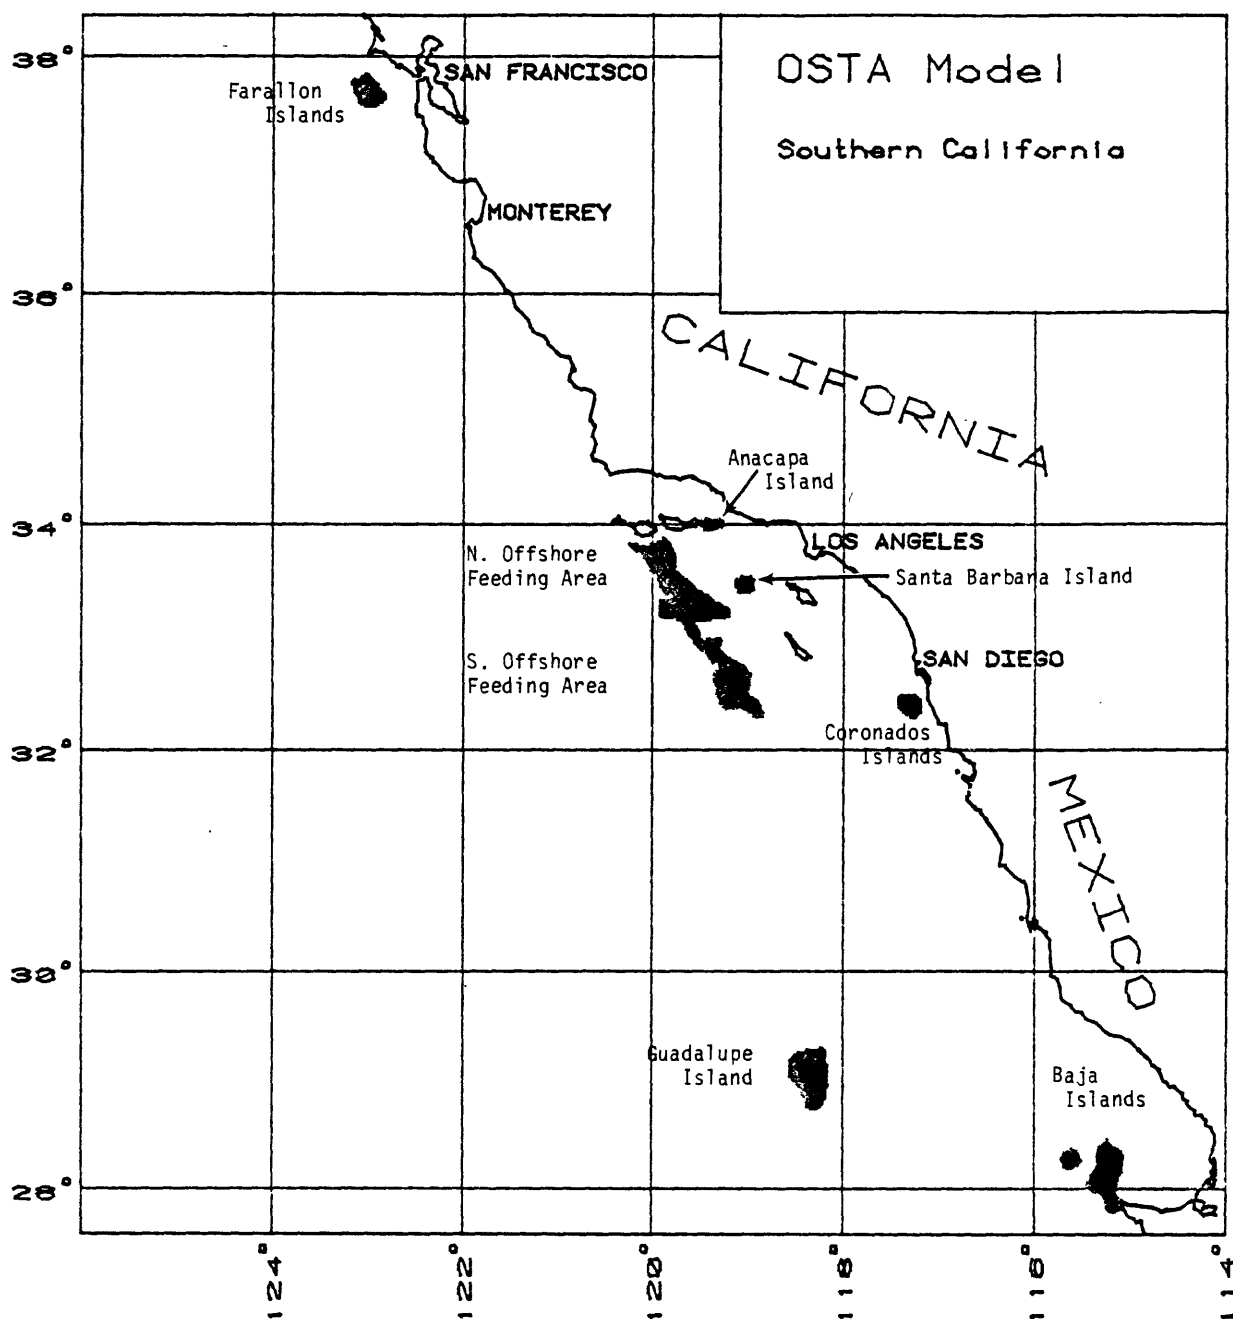 OSTA Model
Southern California
38°
SAN FRANCISCO
Farallon
Islands
MONTEREY
36°
CALIFORNIA
Anacapa
Island
34°
LOS ANGELES
N. Offshore
Feeding Area
Santa Barbara Island
SAN DIEGO
S. Offshore
Feeding Area
Coronados
Islands
32°
MEXICO
30°
Guadalupe
Island
Baja
Islands
28°
124°
122°
120°
118°
116°
114°